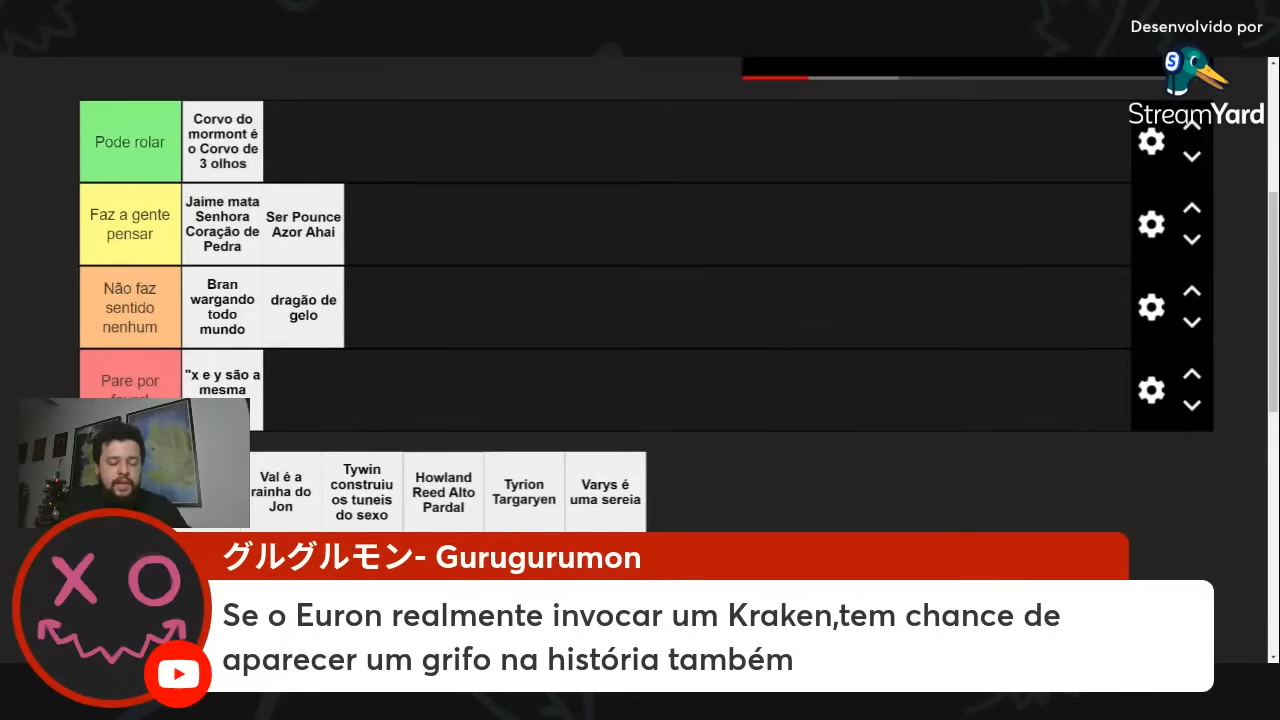 Desenvolvido por
StreamYard
Pode rolar
Corvo do
mormont é
o Corvo de
3 olhos
Faz a gente
pensar
Jaime mata
Senhora
Coração de
Pedra
Ser Pounce
Azor Ahai
Não faz
sentido
nenhum
Bran
wargando
todo
mundo
dragão de
gelo
Pare por
"x e y são a
mesma
Val é a
rainha do
Jon
Tywin
construiu
os tuneis
do sexo
Howland
Reed Alto
Pardal
Tyrion
Targaryen
Varys é
uma sereia
グルグルモン- Gurugurumon
Se o Euron realmente invocar um Kraken,tem chance de
aparecer um grifo na história também